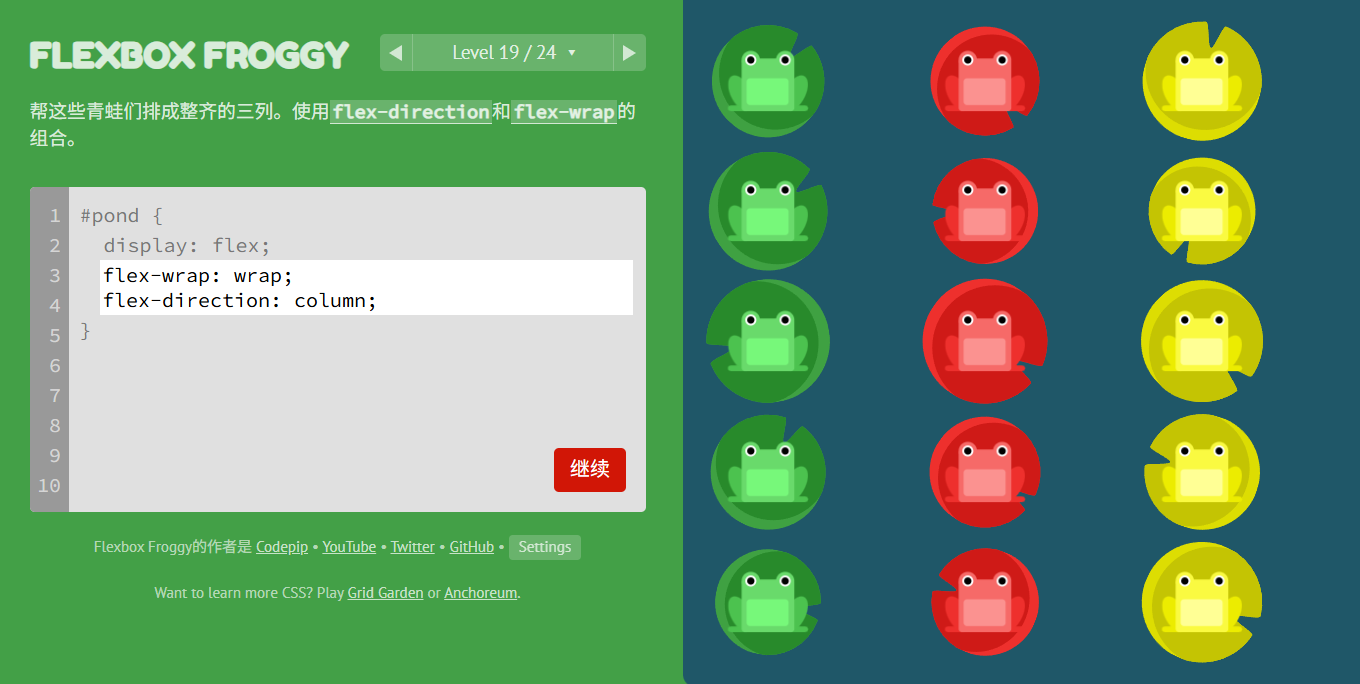 FLEXBOX FROGGY
◀ Level 19 / 24 ▾ ▶
帮这些青蛙们排成整齐的三列。使用flex-direction和flex-wrap的
组合。
1 #pond {
2 display: flex;
3 flex-wrap: wrap;
4 flex-direction: column;
5 }
6
7
8
9
10
继续
Flexbox Froggy的作者是 Codepip • YouTube • Twitter • GitHub • Settings
Want to learn more CSS? Play Grid Garden or Anchoreum.